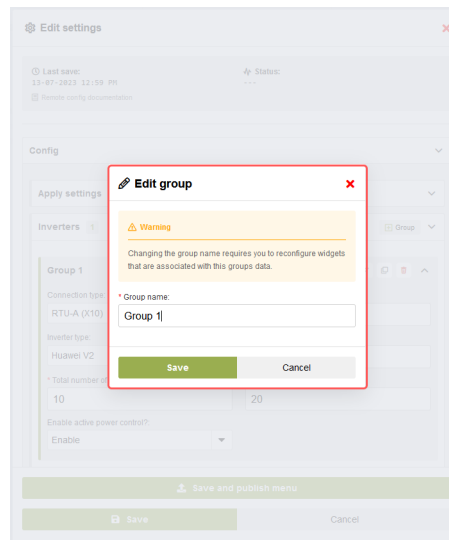 Edit settings
Last save:
13-07-2023 12:59 PM
Status:
---
Remote config documentation
Config
Apply settings
Inverters 1
Group
Group 1
Connection type
RTU-A (X10)
Inverter type
Huawei V2
* Total number of
10
20
Enable active power control?
Enable
Save and publish menu
Save
Cancel
Edit group
Warning
Changing the group name requires you to reconfigure widgets
that are associated with this groups data.
* Group name:
Group 1
Save
Cancel